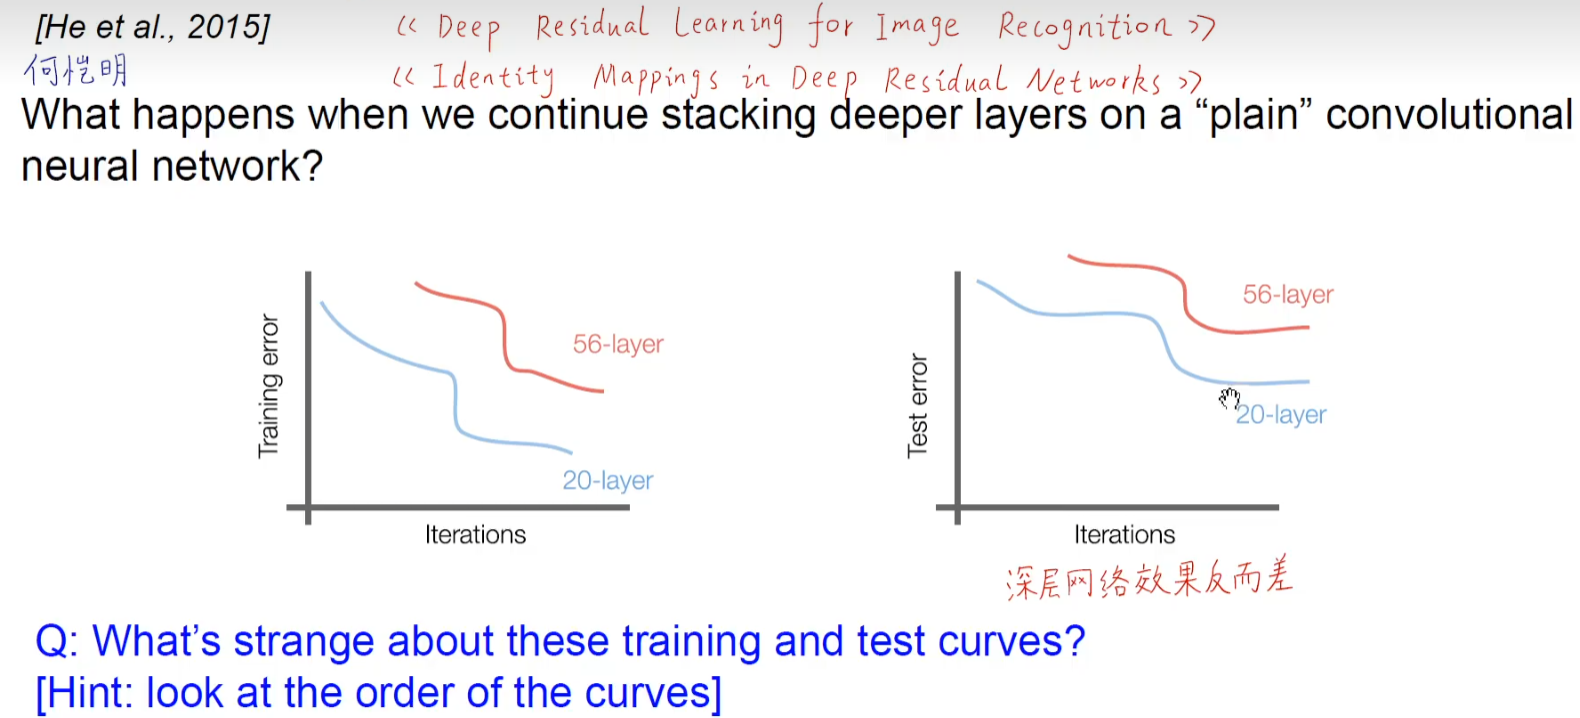 [He et al., 2015]
<< Deep Residual Learning for Image Recognition >>
何恺明
<< Identity Mappings in Deep Residual Networks >>
What happens when we continue stacking deeper layers on a “plain” convolutional
neural network?
Training error
56-layer
20-layer
Iterations
Test error
56-layer
20-layer
Iterations
深层网络效果反而差
Q: What’s strange about these training and test curves?
[Hint: look at the order of the curves]